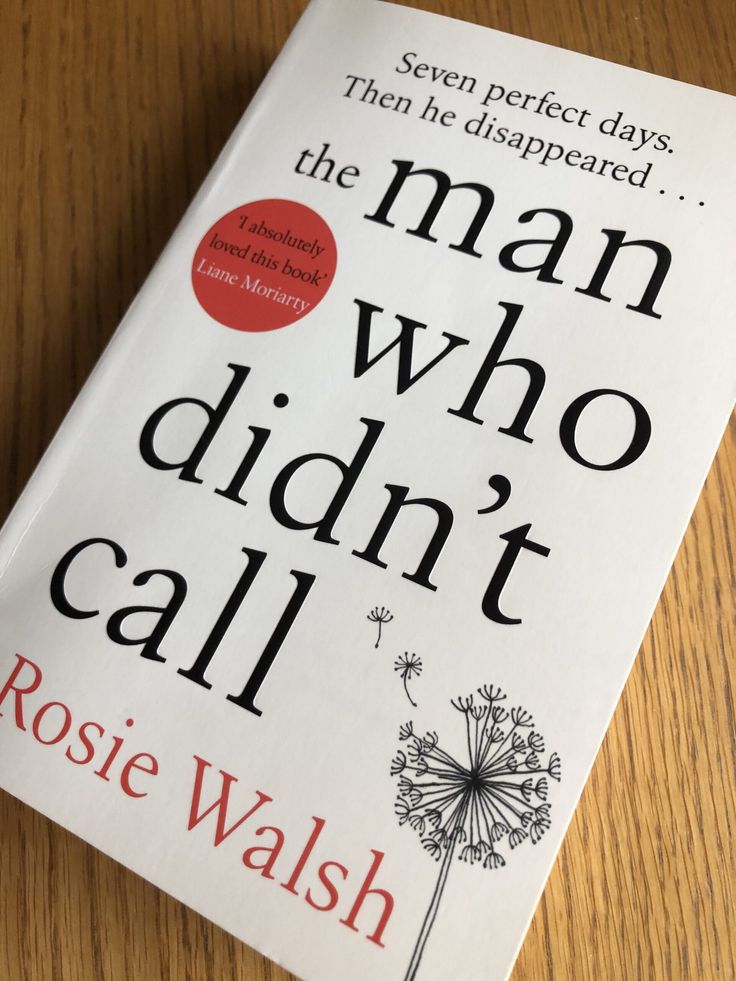 Seven perfect days.
Then he disappeared . . .
the man
who
didn't
call
'I absolutely
loved this book'
Liane Moriarty
Rosie Walsh